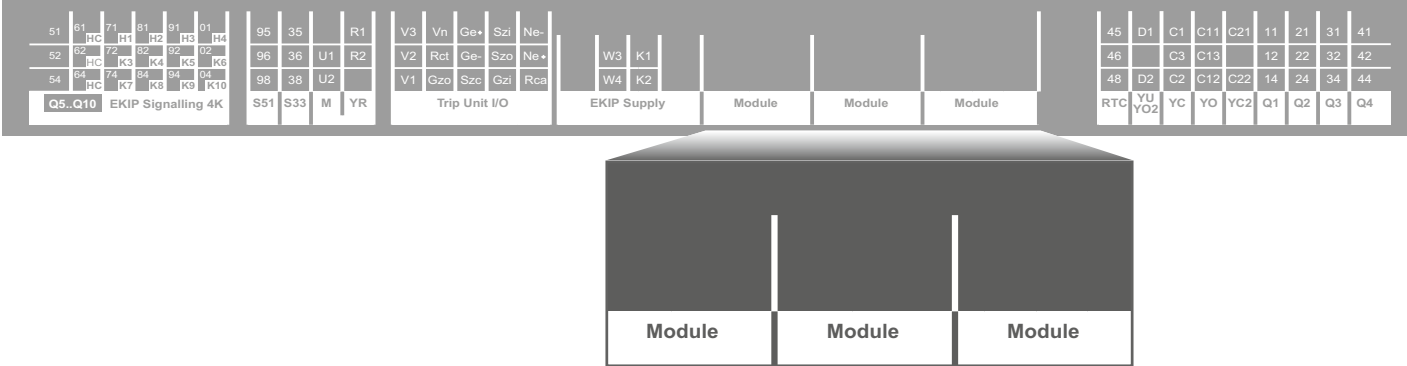 61 71 81 91 01
51 HC H1 H2 H3 H4 95 35 R1 V3 Vn Ge+ Szi Ne- 45 D1 C1 C11 C21 11 21 31 41
62 72 82 92 02
52 HC K3 K4 K5 K6 96 36 U1 R2 V2 Rct Ge- Szo Ne+ W3 K1 46 C3 C13 12 22 32 42
64 74 84 94 04
54 HC K7 K8 K9 K10 98 38 U2 V1 Gzo Szc Gzi Rca W4 K2 48 D2 C2 C12 C22 14 24 34 44
Q5..Q10 EKIP Signalling 4K S51 S33 M YR Trip Unit I/O EKIP Supply Module Module Module RTC YU YC YO YC2 Q1 Q2 Q3 Q4
YO2
Module Module Module